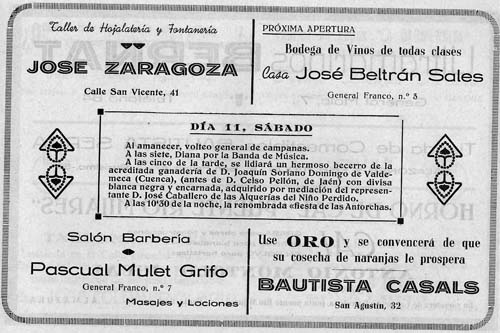 Taller de Hojalatería y Fontanería
JOSE ZARAGOZA
Calle San Vicente, 41
PRÓXIMA APERTURA
Bodega de Vinos de todas clases
Casa José Beltrán Sales
General Franco, n.º 5
DÍA 11, SÁBADO
Al amanecer, volteo general de campanas.
A las siete, Diana por la Banda de Música.
A las cinco de la tarde, se lidiará un hermoso becerro de la
acreditada ganadería de D. Joaquín Soriano Domingo de Valde-
meca (Cuenca), (antes de D. Celso Pellón, de Jaén) con divisa
blanca negra y encarnada, adquirido por mediación del represen-
tante D. José Caballero de las Alquerías del Niño Perdido.
A las 10'30 de la noche, la renombrada «fiesta de las Antorchas.
Salón Barbería
Pascual Mulet Grifo
General Franco, n.º 7
Masajes y Lociones
Use ORO y se convencerá de que
su cosecha de naranjas le prospera
BAUTISTA CASALS
San Agustín, 32